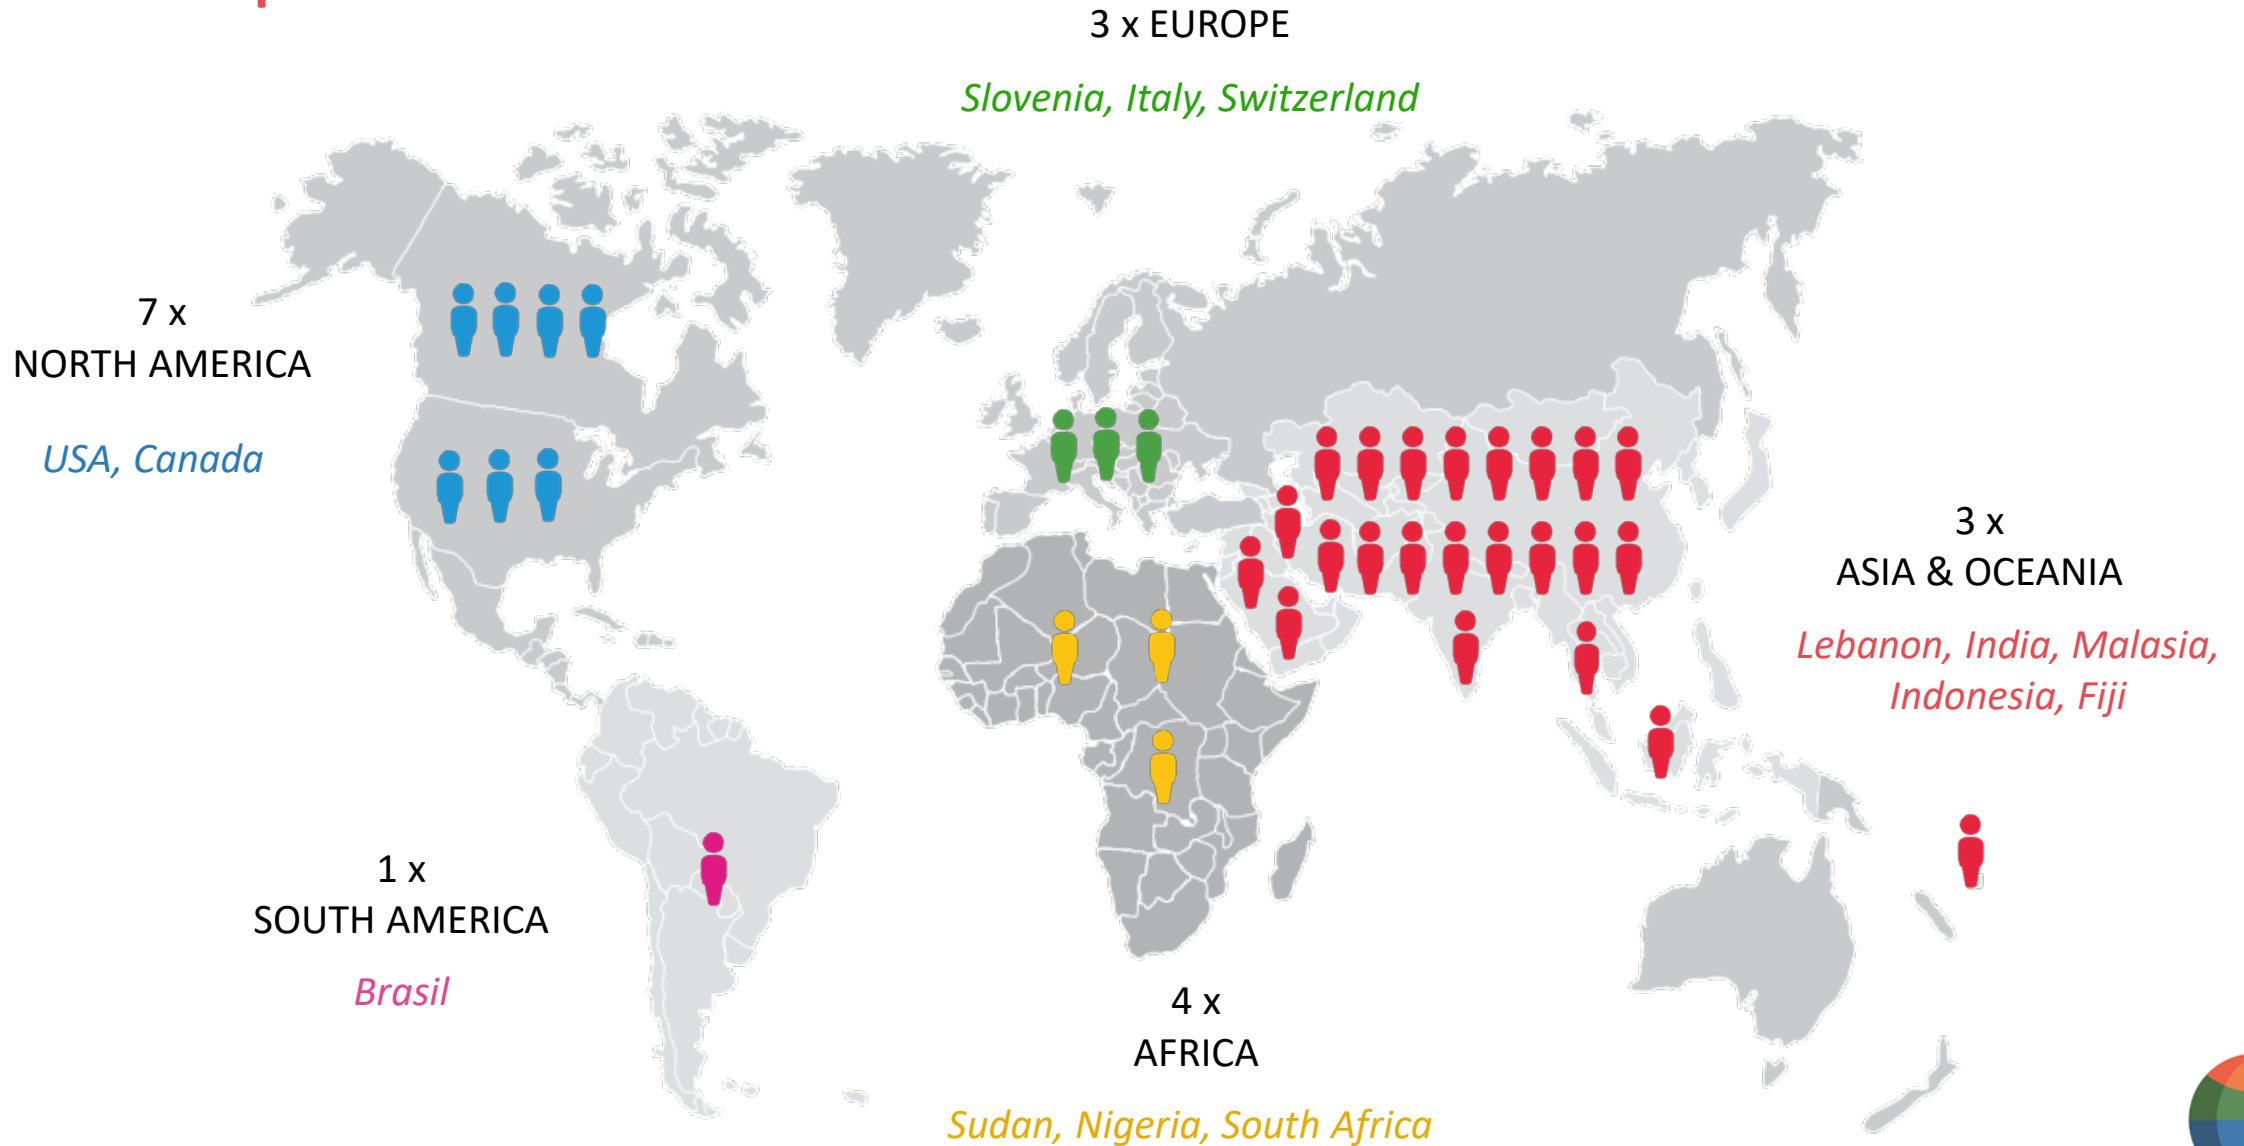 3 x EUROPE
Slovenia, Italy, Switzerland
7 x
NORTH AMERICA
USA, Canada
3 x
ASIA & OCEANIA
Lebanon, India, Malasia,
Indonesia, Fiji
1 x
SOUTH AMERICA
Brasil
4 x
AFRICA
Sudan, Nigeria, South Africa